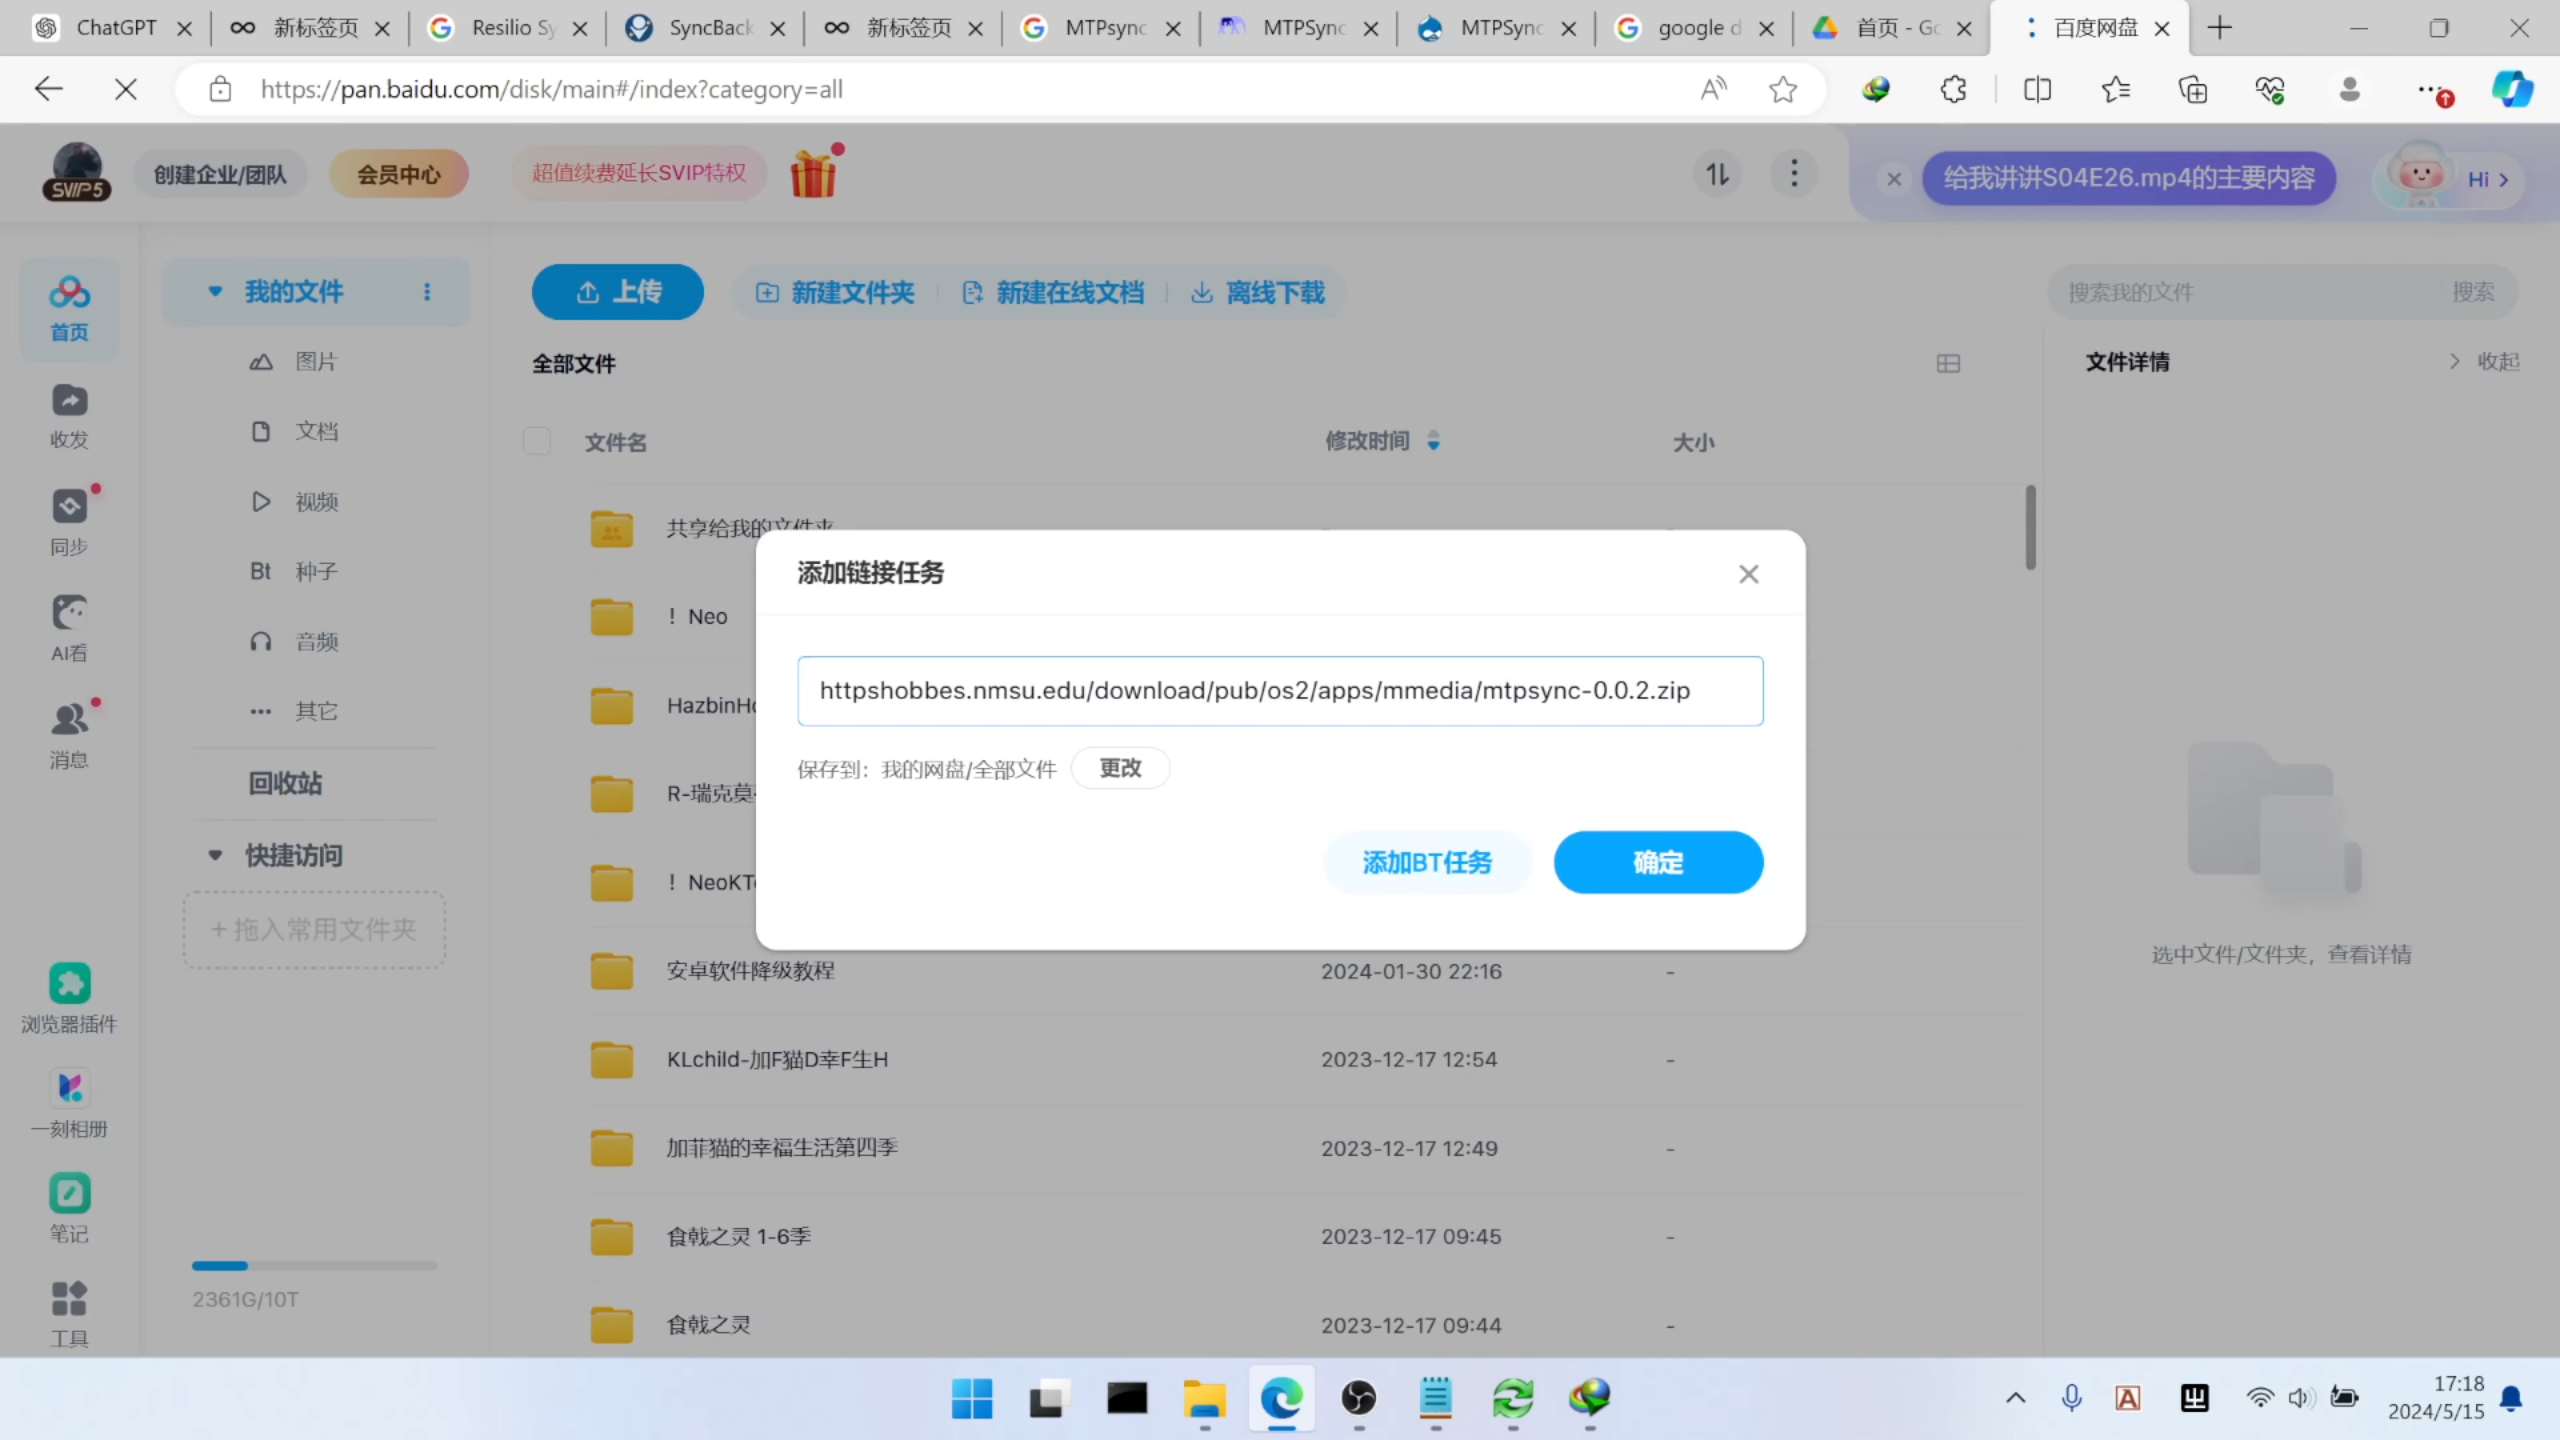 ChatGPT
新标签页
Resilio Sy
SyncBack
新标签页
MTPsync
MTPSync
MTPSync
google d
首页 - Go
百度网盘
https://pan.baidu.com/disk/main#/index?category=all
SVIP5
创建企业/团队
会员中心
超值续费延长SVIP特权
给我讲讲S04E26.mp4的主要内容
Hi
首页
收发
同步
AI看
消息
浏览器插件
一刻相册
笔记
工具
我的文件
图片
文档
视频
Bt 种子
音频
其它
回收站
快捷访问
+ 拖入常用文件夹
2361G/10T
上传
新建文件夹
新建在线文档
离线下载
搜索我的文件
搜索
全部文件
文件详情
收起
文件名
修改时间
大小
共享给我的文件夹
-
-
！Neo
HazbinHo
R-瑞克莫
！NeoKT
添加链接任务
httpshobbes.nmsu.edu/download/pub/os2/apps/mmedia/mtpsync-0.0.2.zip
保存到：我的网盘/全部文件
更改
添加BT任务
确定
安卓软件降级教程
2024-01-30 22:16
-
KLchild-加F猫D幸F生H
2023-12-17 12:54
-
加菲猫的幸福生活第四季
2023-12-17 12:49
-
食戟之灵 1-6季
2023-12-17 09:45
-
食戟之灵
2023-12-17 09:44
-
选中文件/文件夹，查看详情
17:18
2024/5/15